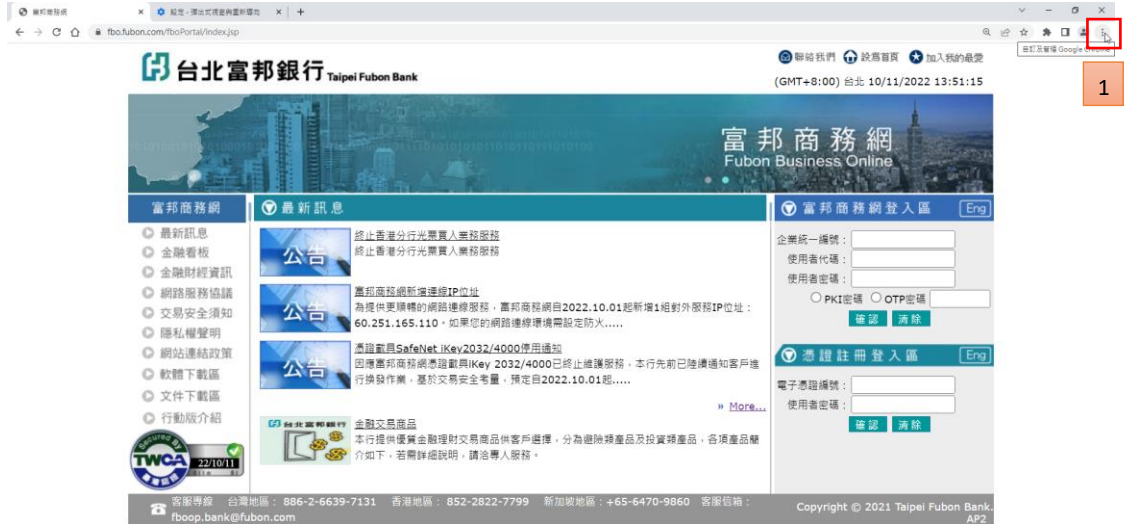 富邦商務網
設定 - 彈出式視窗與重新導向
fbo.fubon.com/fboPortal/index.jsp
自訂及管理 Google Chrome
1
台北富邦銀行 Taipei Fubon Bank
聯絡我們 設為首頁 加入我的最愛
(GMT+8:00) 台北 10/11/2022 13:51:15
富邦商務網
Fubon Business Online
富邦商務網
最新訊息
金融看板
金融財經資訊
網路服務協議
交易安全須知
隱私權聲明
網站連結政策
軟體下載區
文件下載區
行動版介紹
Secured by
TWCA
22/10/11
最新訊息
公告
終止香港分行光票買入業務服務
終止香港分行光票買入業務服務
公告
富邦商務網新增連線IP位址
為提供更順暢的網路連線服務，富邦商務網自2022.10.01起新增1組對外服務IP位址：
60.251.165.110。如果您的網路連線環境需設定防火.....
公告
憑證載具SafeNet iKey2032/4000停用通知
因應富邦商務網憑證載具iKey 2032/4000已終止維護服務，本行先前已陸續通知客戶進
行換發作業，基於交易安全考量，預定自2022.10.01起.....
» More...
台北富邦銀行
金融交易商品
本行提供優質金融理財交易商品供客戶選擇，分為避險類產品及投資類產品，各項產品簡
介如下，若需詳細說明，請洽專人服務。
富邦商務網登入區 Eng
企業統一編號：
使用者代碼：
使用者密碼：
PKI密碼 OTP密碼
確認 清除
憑證註冊登入區 Eng
電子憑證編號：
使用者密碼：
確認 清除
客服專線 台灣地區： 886-2-6639-7131 香港地區： 852-2822-7799 新加坡地區：+65-6470-9860 客服信箱：
fboop.bank@fubon.com
Copyright © 2021 Taipei Fubon Bank.
AP2